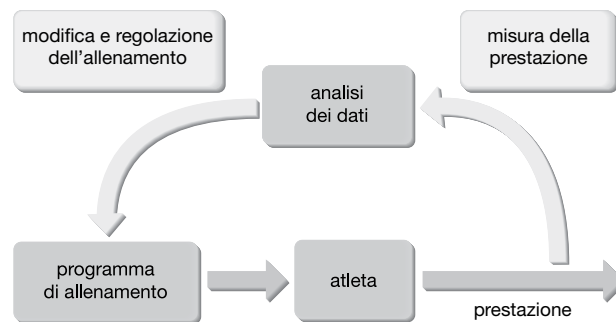 modifica e regolazione
dell'allenamento
misura della
prestazione
analisi
dei dati
programma
di allenamento
atleta
prestazione